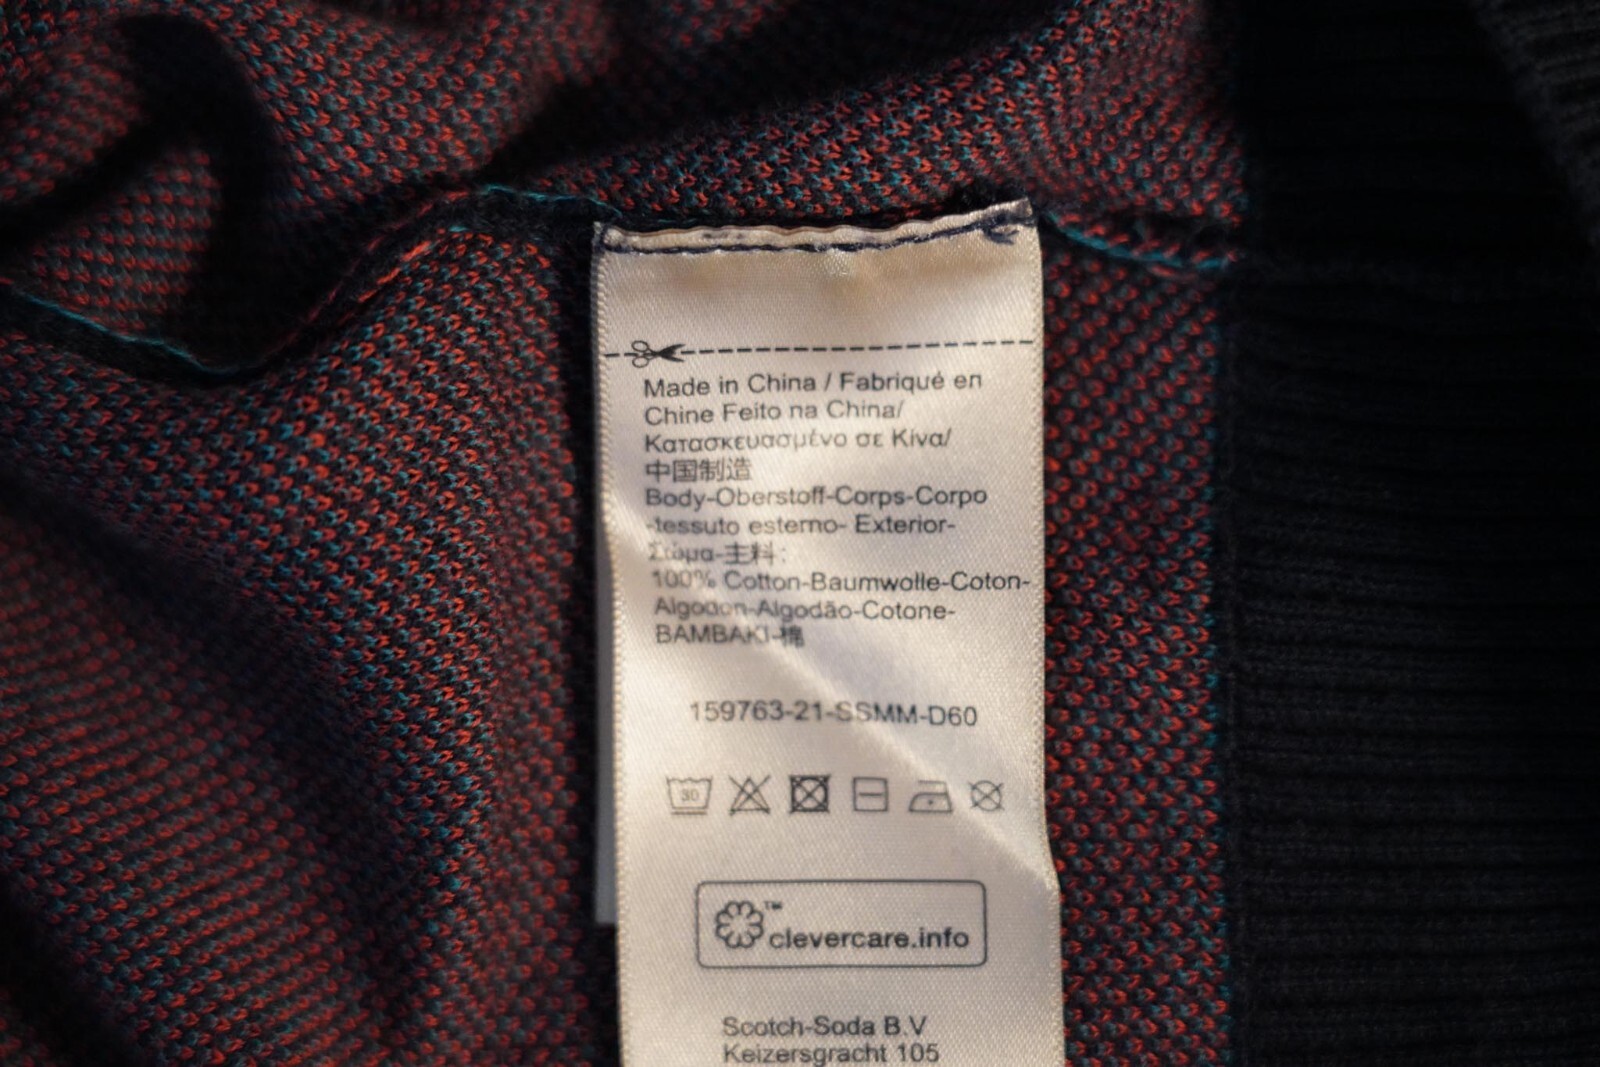 Made in China / Fabriqué en
Chine Feito na China/
Κατασκευασμένο σε Κίνα/
中国制造
Body-Oberstoff-Corps-Corpo
-tessuto esterno- Exterior-
Σώμα-主料:
100% Cotton-Baumwolle-Coton-
Algodon-Algodão-Cotone-
BAMBAKI-棉
159763-21-SSMM-D60
30
™
clevercare.info
Scotch-Soda B.V
Keizersgracht 105